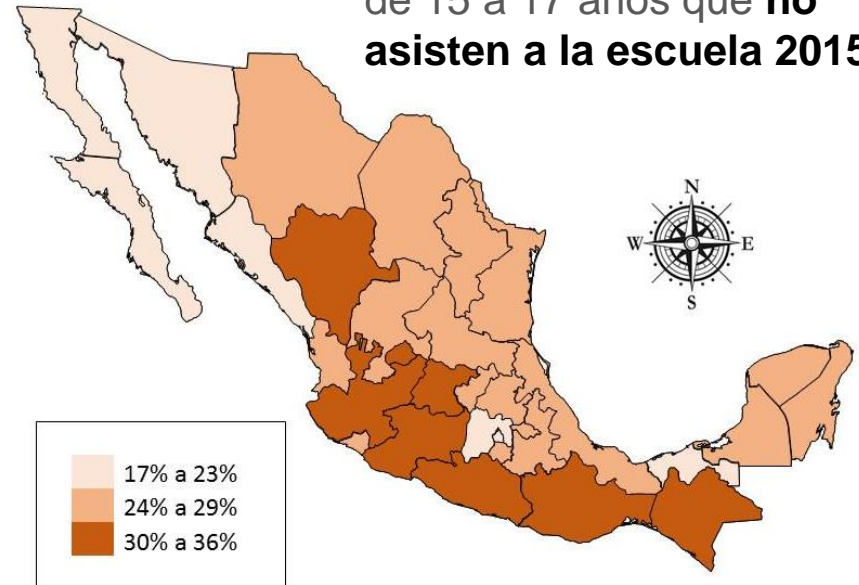 de 15 a 17 años que no
asisten a la escuela 2015
N
W E
S
17% a 23%
24% a 29%
30% a 36%